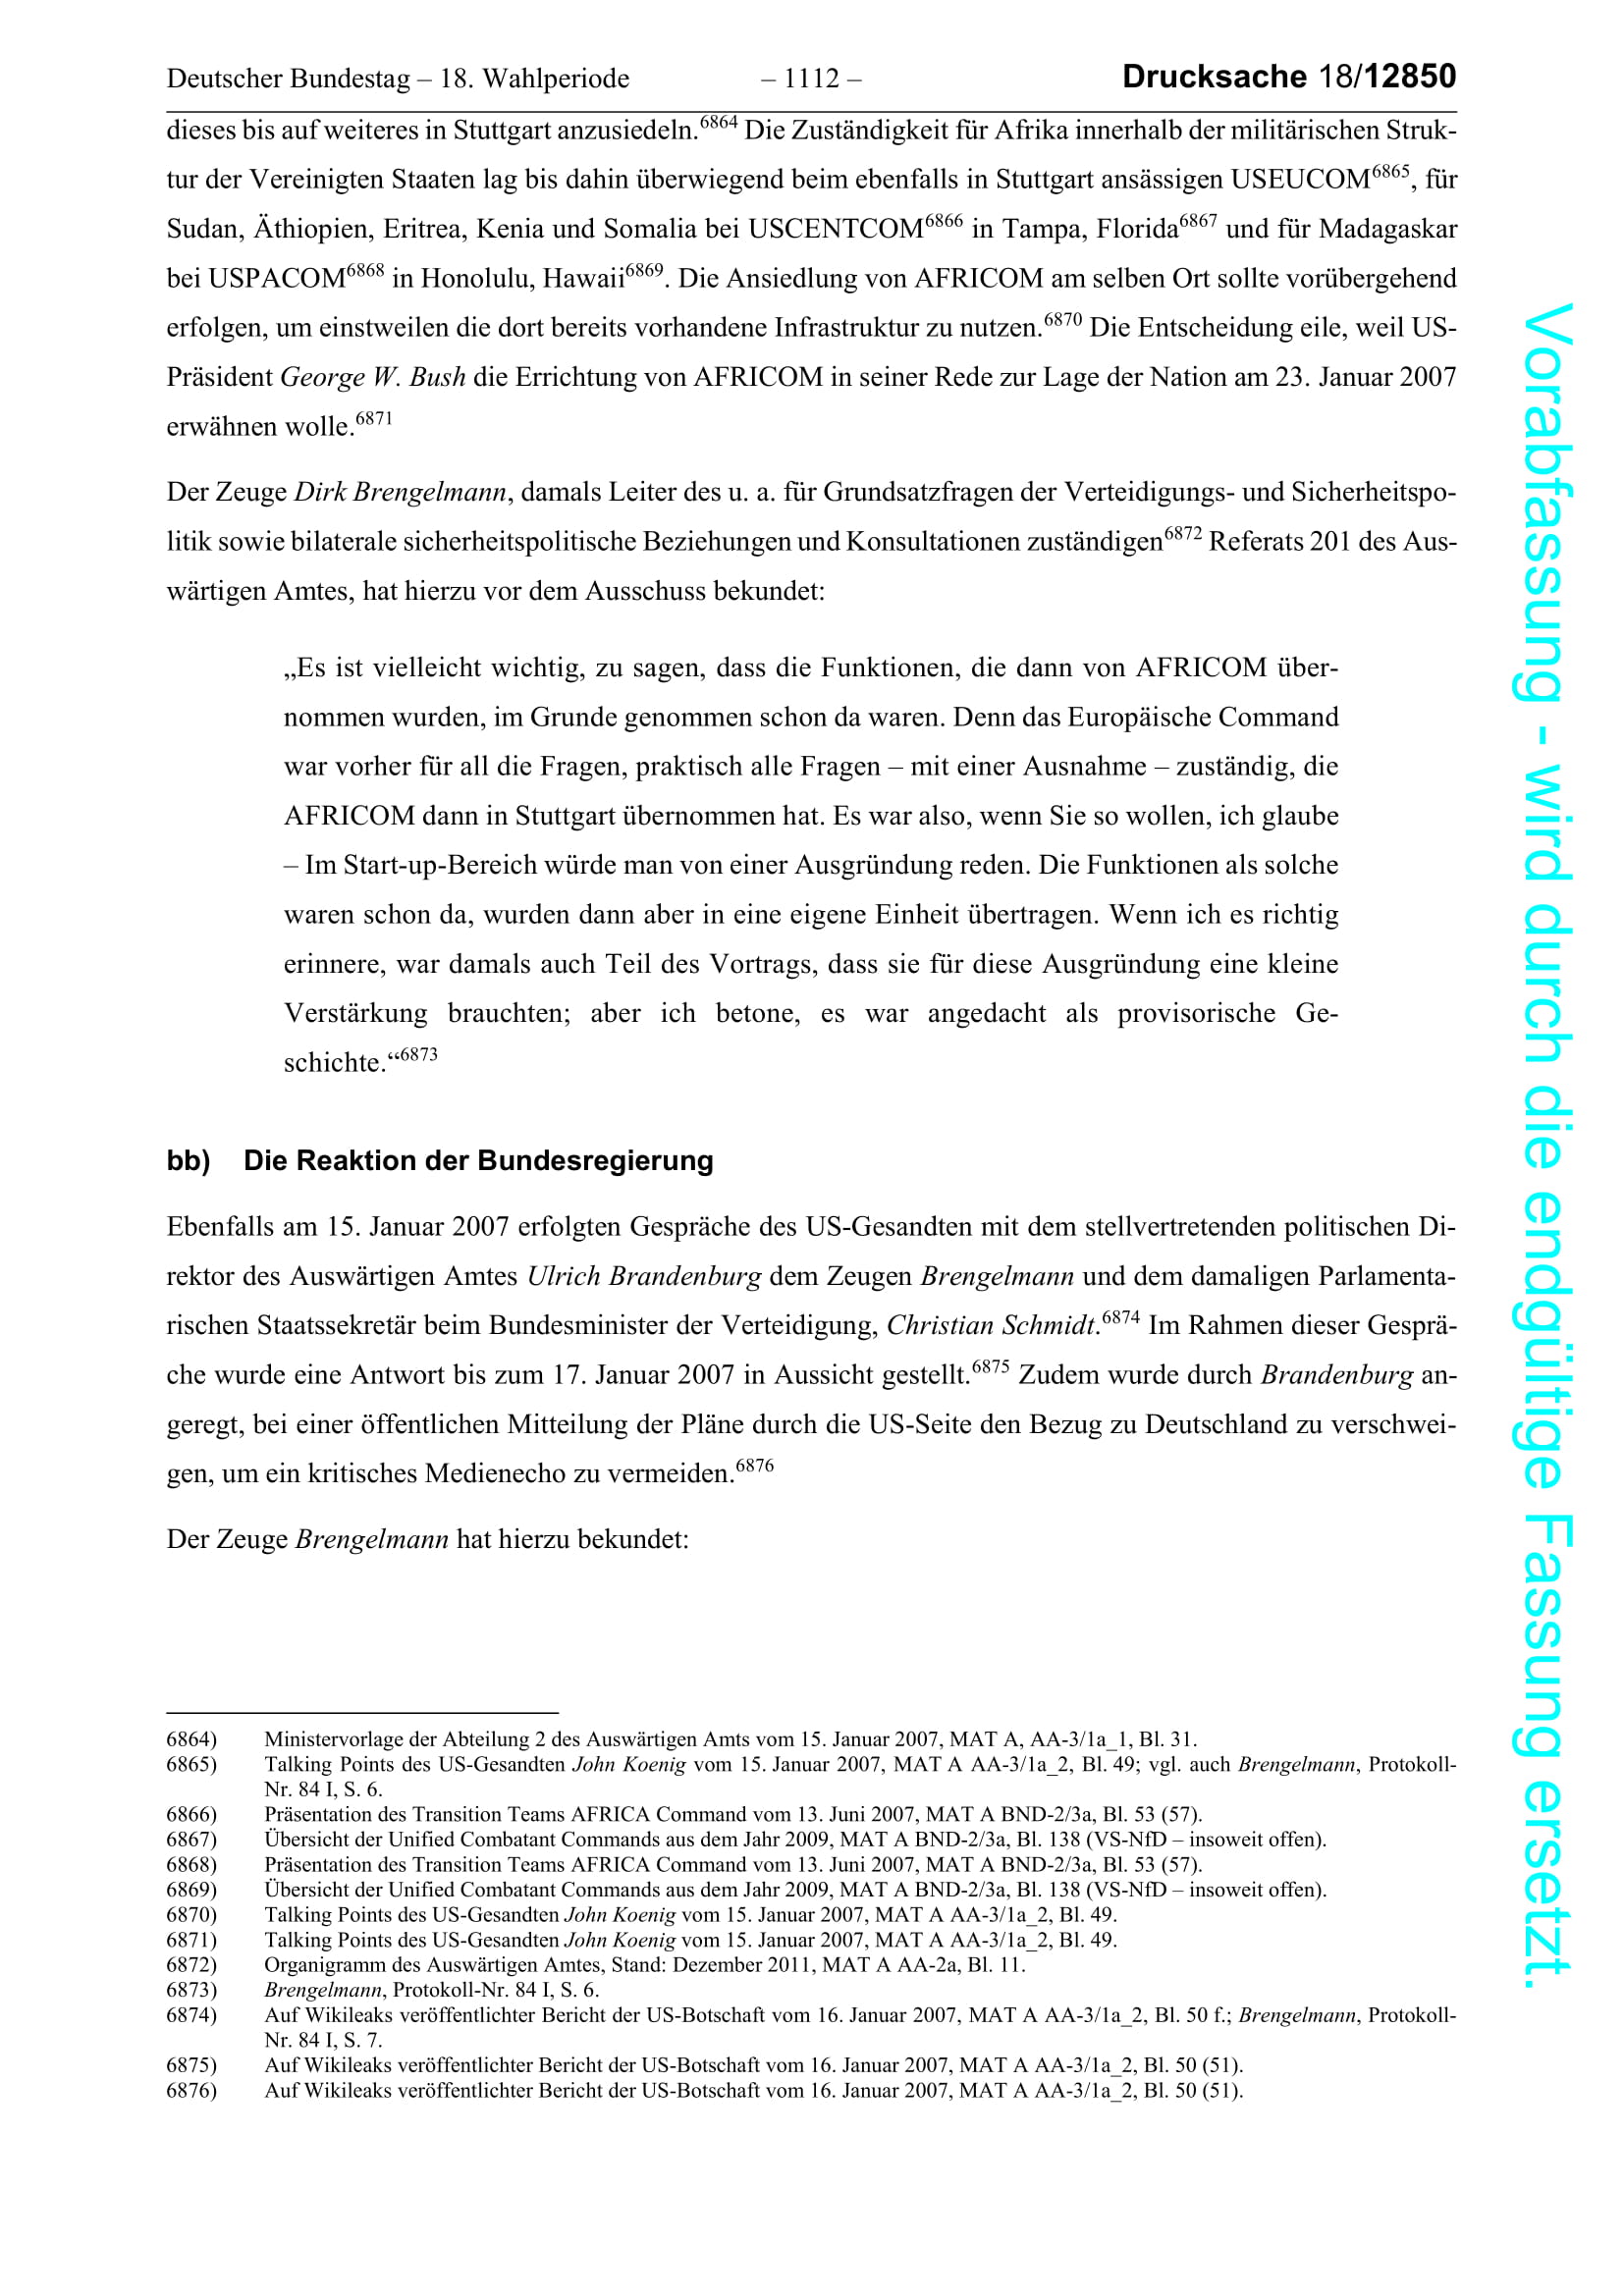 Deutscher Bundestag – 18. Wahlperiode – 1112 – Drucksache 18/12850
dieses bis auf weiteres in Stuttgart anzusiedeln.6864 Die Zuständigkeit für Afrika innerhalb der militärischen Struk-
tur der Vereinigten Staaten lag bis dahin überwiegend beim ebenfalls in Stuttgart ansässigen USEUCOM6865, für
Sudan, Äthiopien, Eritrea, Kenia und Somalia bei USCENTCOM6866 in Tampa, Florida6867 und für Madagaskar
bei USPACOM6868 in Honolulu, Hawaii6869. Die Ansiedlung von AFRICOM am selben Ort sollte vorübergehend
erfolgen, um einstweilen die dort bereits vorhandene Infrastruktur zu nutzen.6870 Die Entscheidung eile, weil US-
Präsident George W. Bush die Errichtung von AFRICOM in seiner Rede zur Lage der Nation am 23. Januar 2007
erwähnen wolle.6871
Der Zeuge Dirk Brengelmann, damals Leiter des u. a. für Grundsatzfragen der Verteidigungs- und Sicherheitspo-
litik sowie bilaterale sicherheitspolitische Beziehungen und Konsultationen zuständigen6872 Referats 201 des Aus-
wärtigen Amtes, hat hierzu vor dem Ausschuss bekundet:
„Es ist vielleicht wichtig, zu sagen, dass die Funktionen, die dann von AFRICOM über-
nommen wurden, im Grunde genommen schon da waren. Denn das Europäische Command
war vorher für all die Fragen, praktisch alle Fragen – mit einer Ausnahme – zuständig, die
AFRICOM dann in Stuttgart übernommen hat. Es war also, wenn Sie so wollen, ich glaube
– Im Start-up-Bereich würde man von einer Ausgründung reden. Die Funktionen als solche
waren schon da, wurden dann aber in eine eigene Einheit übertragen. Wenn ich es richtig
erinnere, war damals auch Teil des Vortrags, dass sie für diese Ausgründung eine kleine
Verstärkung brauchten; aber ich betone, es war angedacht als provisorische Ge-
schichte.“6873
bb) Die Reaktion der Bundesregierung
Ebenfalls am 15. Januar 2007 erfolgten Gespräche des US-Gesandten mit dem stellvertretenden politischen Di-
rektor des Auswärtigen Amtes Ulrich Brandenburg dem Zeugen Brengelmann und dem damaligen Parlamenta-
rischen Staatssekretär beim Bundesminister der Verteidigung, Christian Schmidt.6874 Im Rahmen dieser Gesprä-
che wurde eine Antwort bis zum 17. Januar 2007 in Aussicht gestellt.6875 Zudem wurde durch Brandenburg an-
geregt, bei einer öffentlichen Mitteilung der Pläne durch die US-Seite den Bezug zu Deutschland zu verschwei-
gen, um ein kritisches Medienecho zu vermeiden.6876
Der Zeuge Brengelmann hat hierzu bekundet:
6864) Ministervorlage der Abteilung 2 des Auswärtigen Amts vom 15. Januar 2007, MAT A, AA-3/1a_1, Bl. 31.
6865) Talking Points des US-Gesandten John Koenig vom 15. Januar 2007, MAT A AA-3/1a_2, Bl. 49; vgl. auch Brengelmann, Protokoll-
Nr. 84 I, S. 6.
6866) Präsentation des Transition Teams AFRICA Command vom 13. Juni 2007, MAT A BND-2/3a, Bl. 53 (57).
6867) Übersicht der Unified Combatant Commands aus dem Jahr 2009, MAT A BND-2/3a, Bl. 138 (VS-NfD – insoweit offen).
6868) Präsentation des Transition Teams AFRICA Command vom 13. Juni 2007, MAT A BND-2/3a, Bl. 53 (57).
6869) Übersicht der Unified Combatant Commands aus dem Jahr 2009, MAT A BND-2/3a, Bl. 138 (VS-NfD – insoweit offen).
6870) Talking Points des US-Gesandten John Koenig vom 15. Januar 2007, MAT A AA-3/1a_2, Bl. 49.
6871) Talking Points des US-Gesandten John Koenig vom 15. Januar 2007, MAT A AA-3/1a_2, Bl. 49.
6872) Organigramm des Auswärtigen Amtes, Stand: Dezember 2011, MAT A AA-2a, Bl. 11.
6873) Brengelmann, Protokoll-Nr. 84 I, S. 6.
6874) Auf Wikileaks veröffentlichter Bericht der US-Botschaft vom 16. Januar 2007, MAT A AA-3/1a_2, Bl. 50 f.; Brengelmann, Protokoll-
Nr. 84 I, S. 7.
6875) Auf Wikileaks veröffentlichter Bericht der US-Botschaft vom 16. Januar 2007, MAT A AA-3/1a_2, Bl. 50 (51).
6876) Auf Wikileaks veröffentlichter Bericht der US-Botschaft vom 16. Januar 2007, MAT A AA-3/1a_2, Bl. 50 (51).
Vorabfassung - wird durch die endgültige Fassung ersetzt.